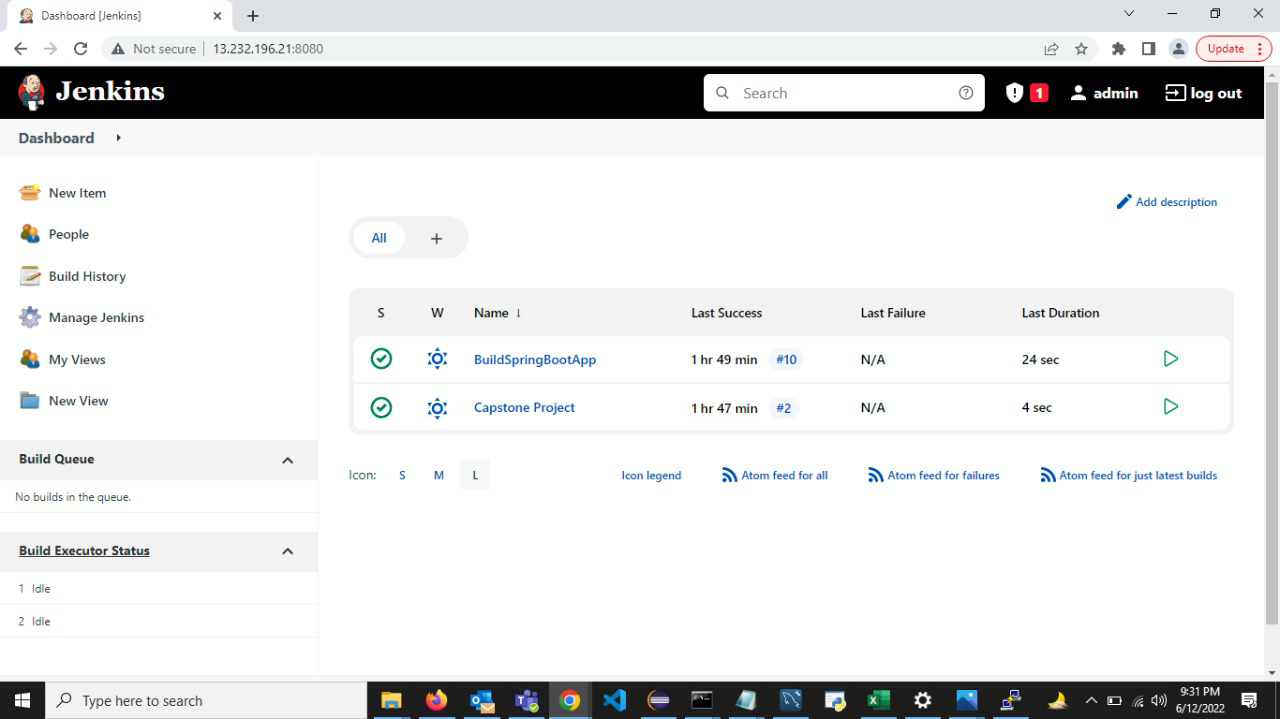 Dashboard [Jenkins]
Not secure 13.232.196.21:8080 Update
Jenkins Search 1 admin log out
Dashboard
New Item
People
Build History
Manage Jenkins
My Views
New View
Build Queue
No builds in the queue.
Build Executor Status
1 Idle
2 Idle
Add description
All +
S W Name ↓ Last Success Last Failure Last Duration
BuildSpringBootApp 1 hr 49 min #10 N/A 24 sec
Capstone Project 1 hr 47 min #2 N/A 4 sec
Icon: S M L Icon legend Atom feed for all Atom feed for failures Atom feed for just latest builds
Type here to search
9:31 PM
6/12/2022